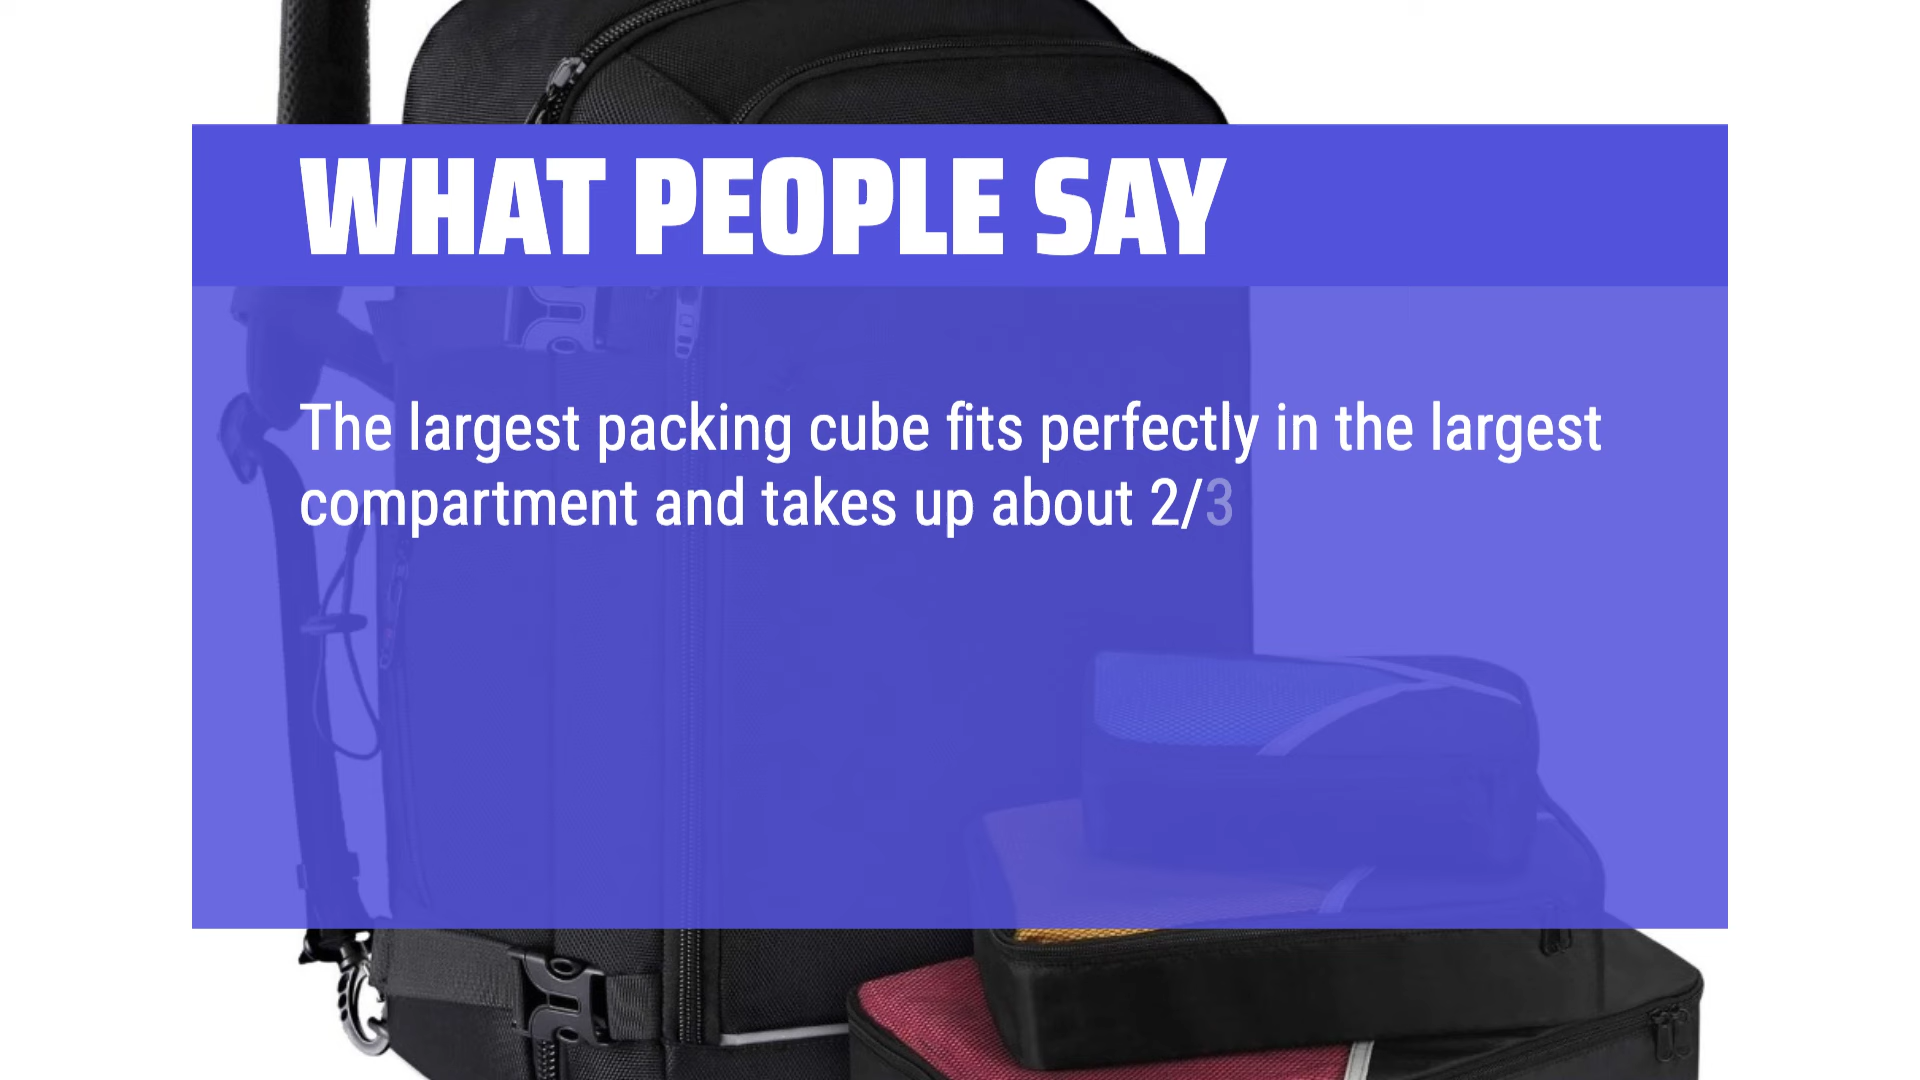 WHAT PEOPLE SAY
The largest packing cube fits perfectly in the largest
compartment and takes up about 2/3